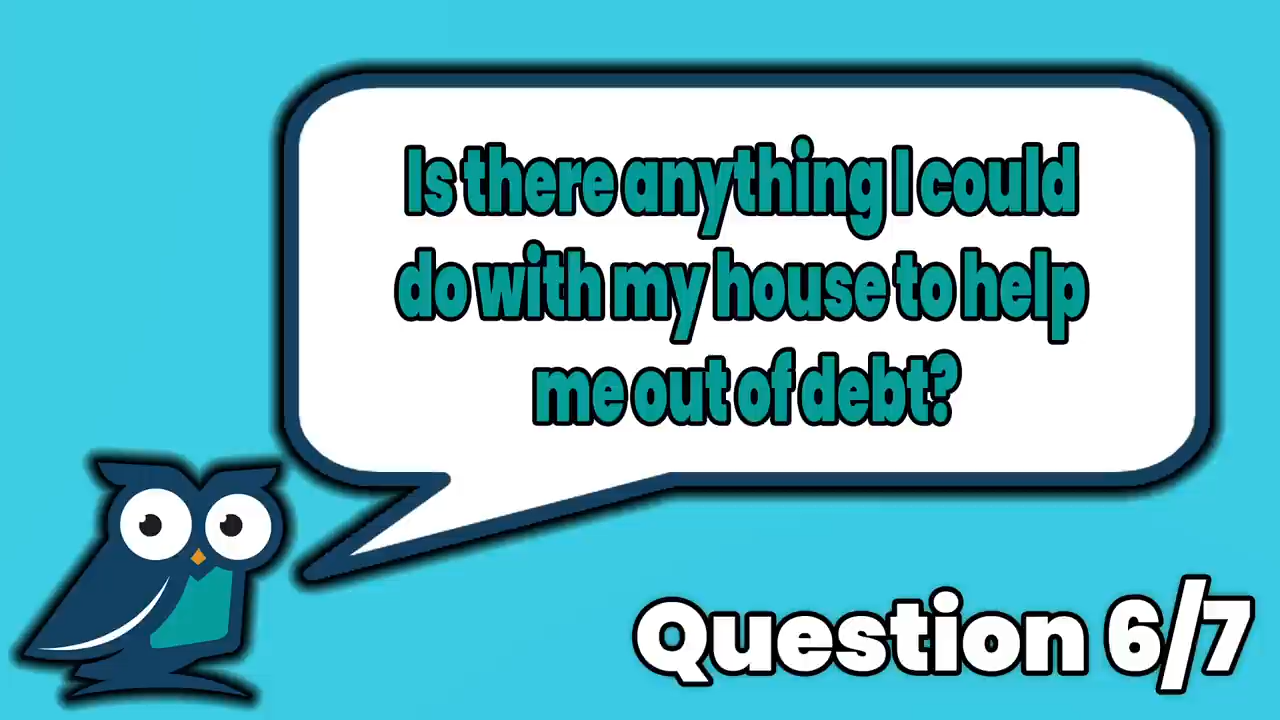 Is there anything I could
do with my house to help
me out of debt?
Question 6/7